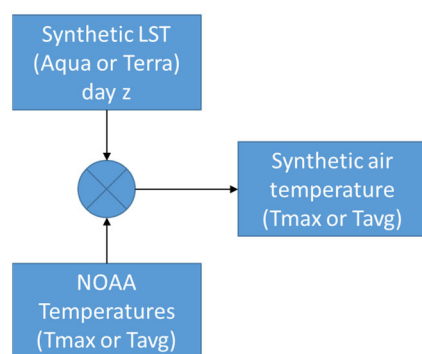 Synthetic LST
(Aqua or Terra)
day z
Synthetic air
temperature
(Tmax or Tavg)
NOAA
Temperatures
(Tmax or Tavg)